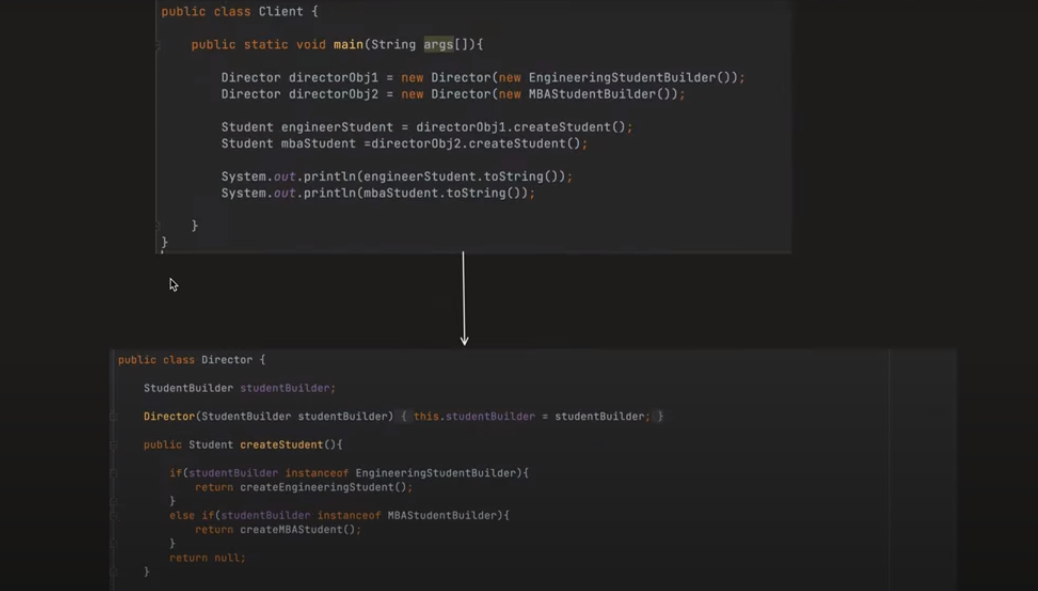 public class Client {
public static void main(String args[]){
Director directorObj1 = new Director(new EngineeringStudentBuilder());
Director directorObj2 = new Director(new MBAStudentBuilder());
Student engineerStudent = directorObj1.createStudent();
Student mbaStudent =directorObj2.createStudent();
System.out.println(engineerStudent.toString());
System.out.println(mbaStudent.toString());
}
}
public class Director {
StudentBuilder studentBuilder;
Director(StudentBuilder studentBuilder) { this.studentBuilder = studentBuilder; }
public Student createStudent(){
if(studentBuilder instanceof EngineeringStudentBuilder){
return createEngineeringStudent();
}
else if(studentBuilder instanceof MBAStudentBuilder){
return createMBAStudent();
}
return null;
}